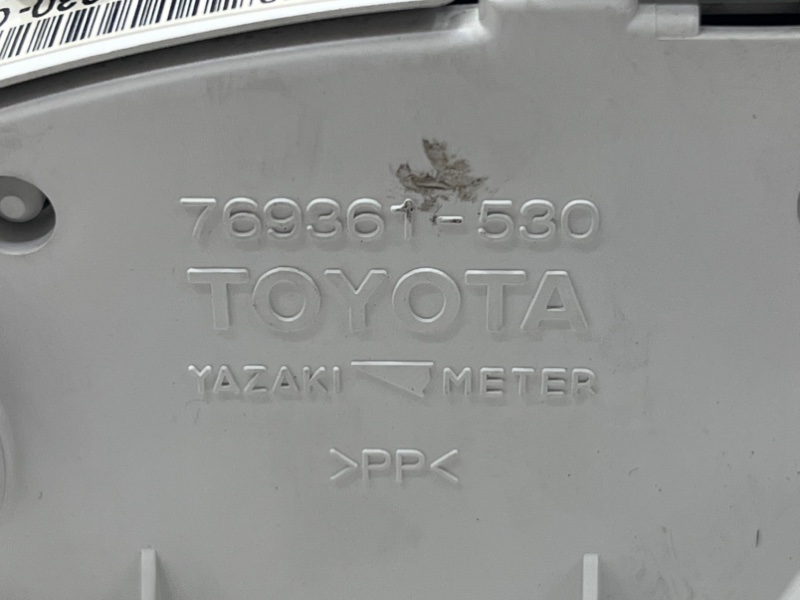 769361-530
TOYOTA
YAZAKI METER
>PP<